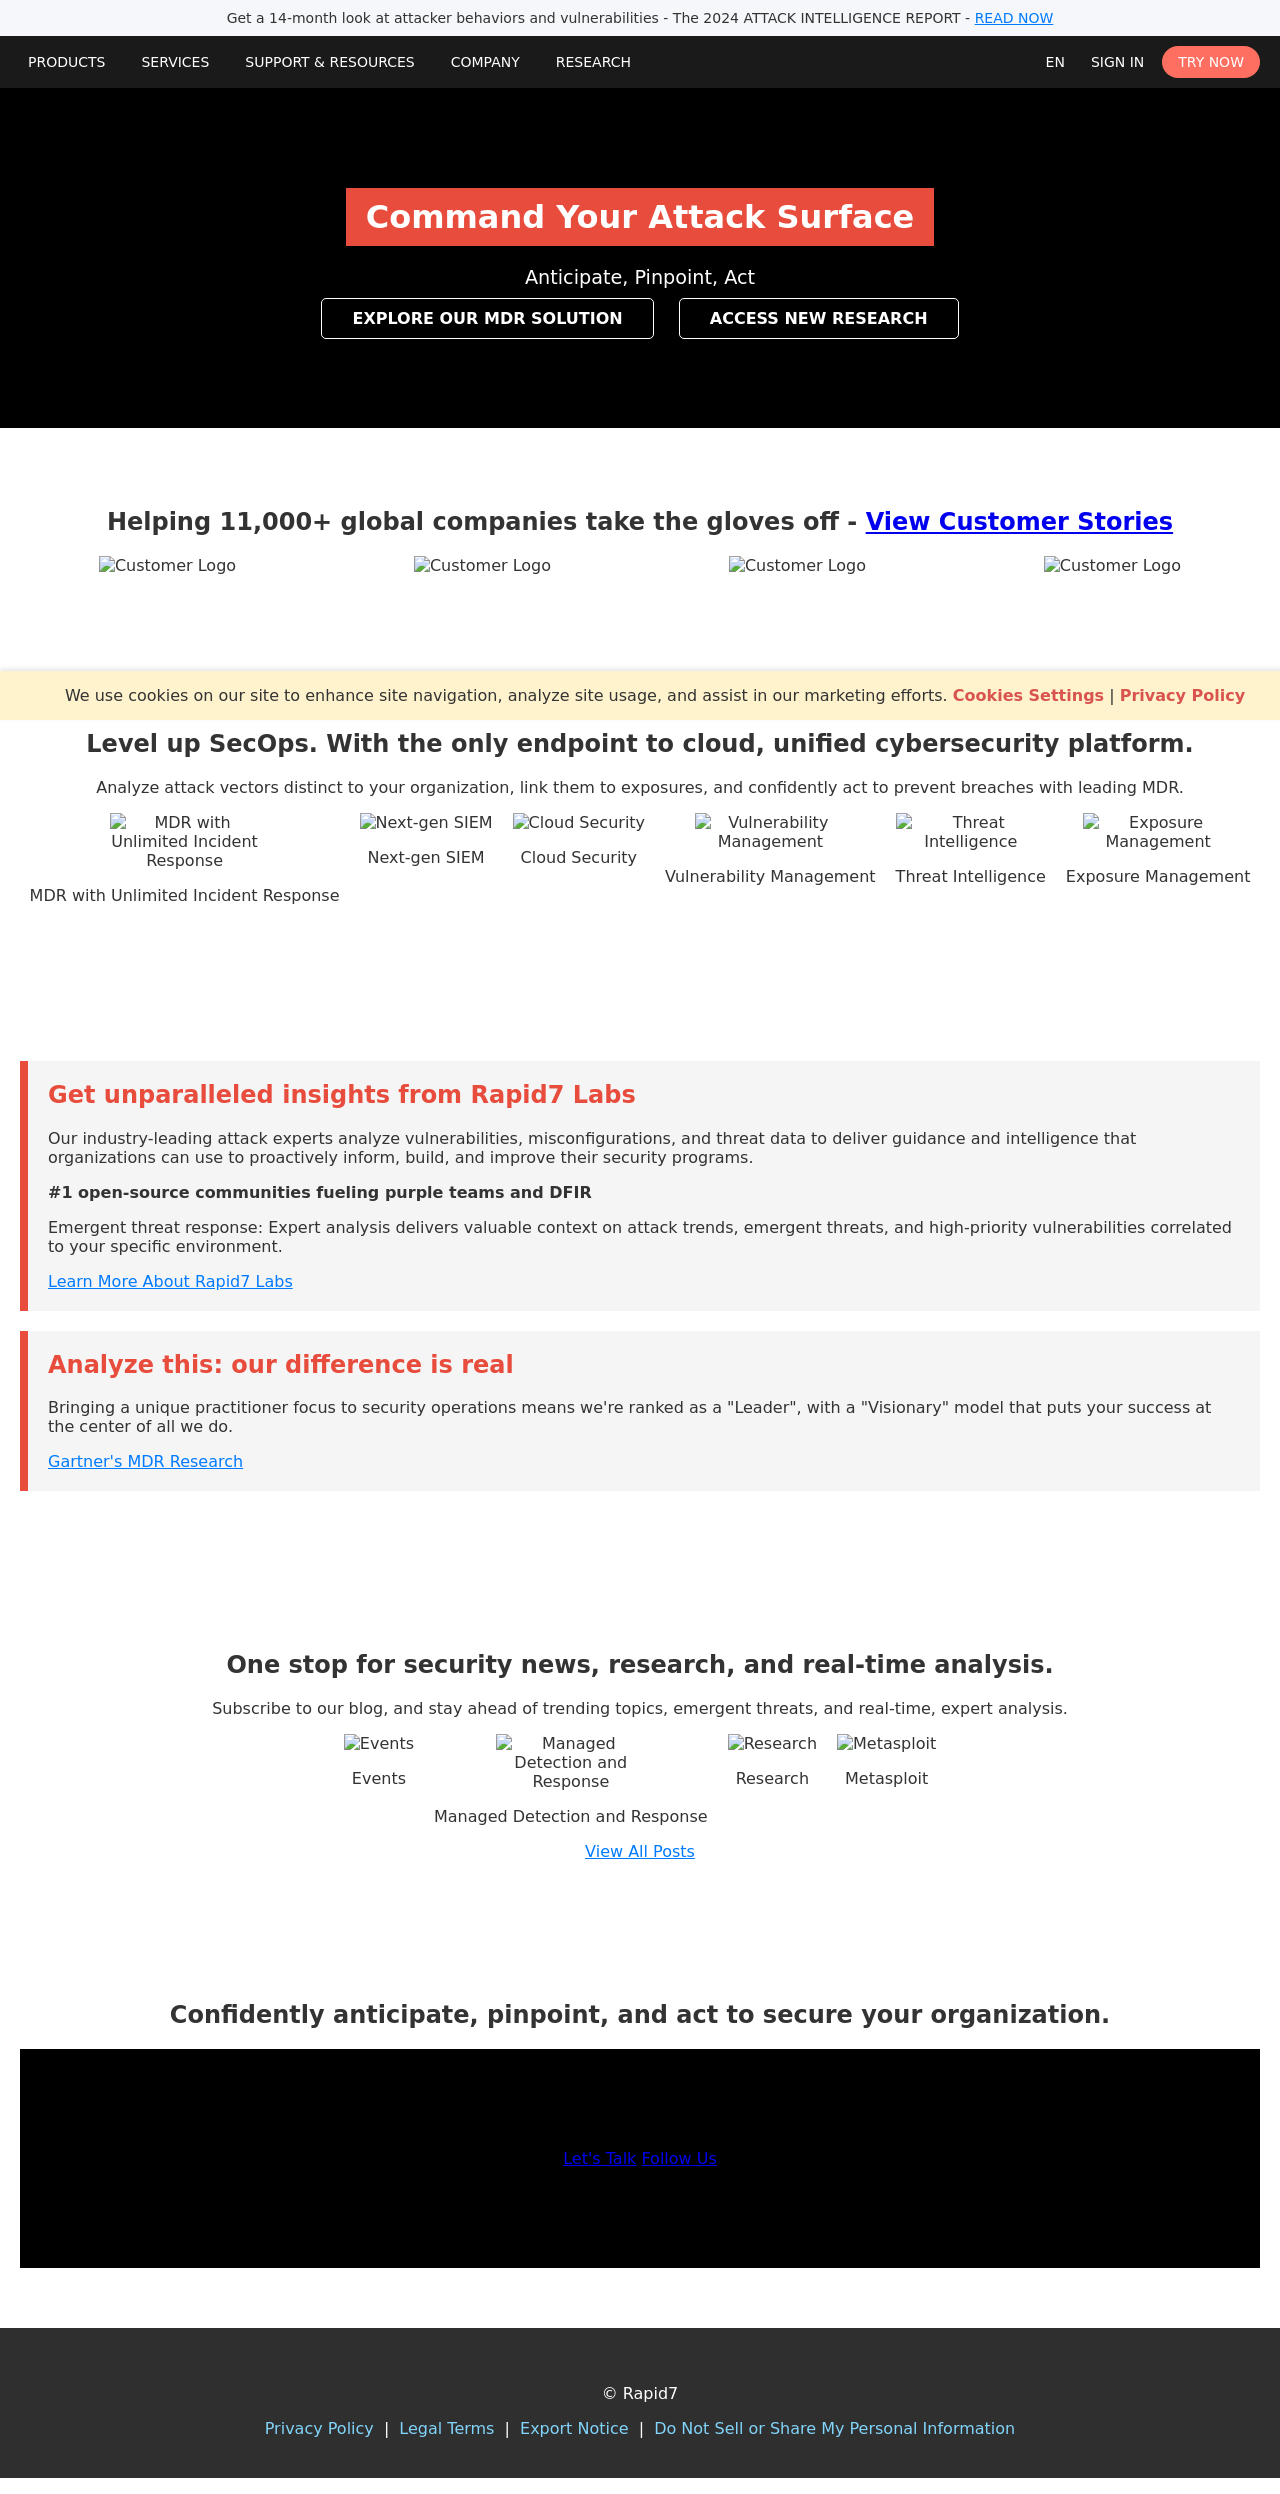 Get a 14-month look at attacker behaviors and vulnerabilities - The 2024 ATTACK INTELLIGENCE REPORT - READ NOW
PRODUCTS SERVICES SUPPORT & RESOURCES COMPANY RESEARCH EN SIGN IN TRY NOW
Command Your Attack Surface
Anticipate, Pinpoint, Act
EXPLORE OUR MDR SOLUTION ACCESS NEW RESEARCH
Helping 11,000+ global companies take the gloves off - View Customer Stories
Customer Logo Customer Logo Customer Logo Customer Logo
We use cookies on our site to enhance site navigation, analyze site usage, and assist in our marketing efforts. Cookies Settings | Privacy Policy
Level up SecOps. With the only endpoint to cloud, unified cybersecurity platform.
Analyze attack vectors distinct to your organization, link them to exposures, and confidently act to prevent breaches with leading MDR.
MDR with
Unlimited Incident
Response
MDR with Unlimited Incident Response
Next-gen SIEM
Next-gen SIEM
Cloud Security
Cloud Security
Vulnerability
Management
Vulnerability Management
Threat
Intelligence
Threat Intelligence
Exposure
Management
Exposure Management
Get unparalleled insights from Rapid7 Labs
Our industry-leading attack experts analyze vulnerabilities, misconfigurations, and threat data to deliver guidance and intelligence that
organizations can use to proactively inform, build, and improve their security programs.
#1 open-source communities fueling purple teams and DFIR
Emergent threat response: Expert analysis delivers valuable context on attack trends, emergent threats, and high-priority vulnerabilities correlated
to your specific environment.
Learn More About Rapid7 Labs
Analyze this: our difference is real
Bringing a unique practitioner focus to security operations means we're ranked as a "Leader", with a "Visionary" model that puts your success at
the center of all we do.
Gartner's MDR Research
One stop for security news, research, and real-time analysis.
Subscribe to our blog, and stay ahead of trending topics, emergent threats, and real-time, expert analysis.
Events
Events
Managed
Detection and
Response
Managed Detection and Response
Research
Research
Metasploit
Metasploit
View All Posts
Confidently anticipate, pinpoint, and act to secure your organization.
Let's Talk Follow Us
© Rapid7
Privacy Policy | Legal Terms | Export Notice | Do Not Sell or Share My Personal Information